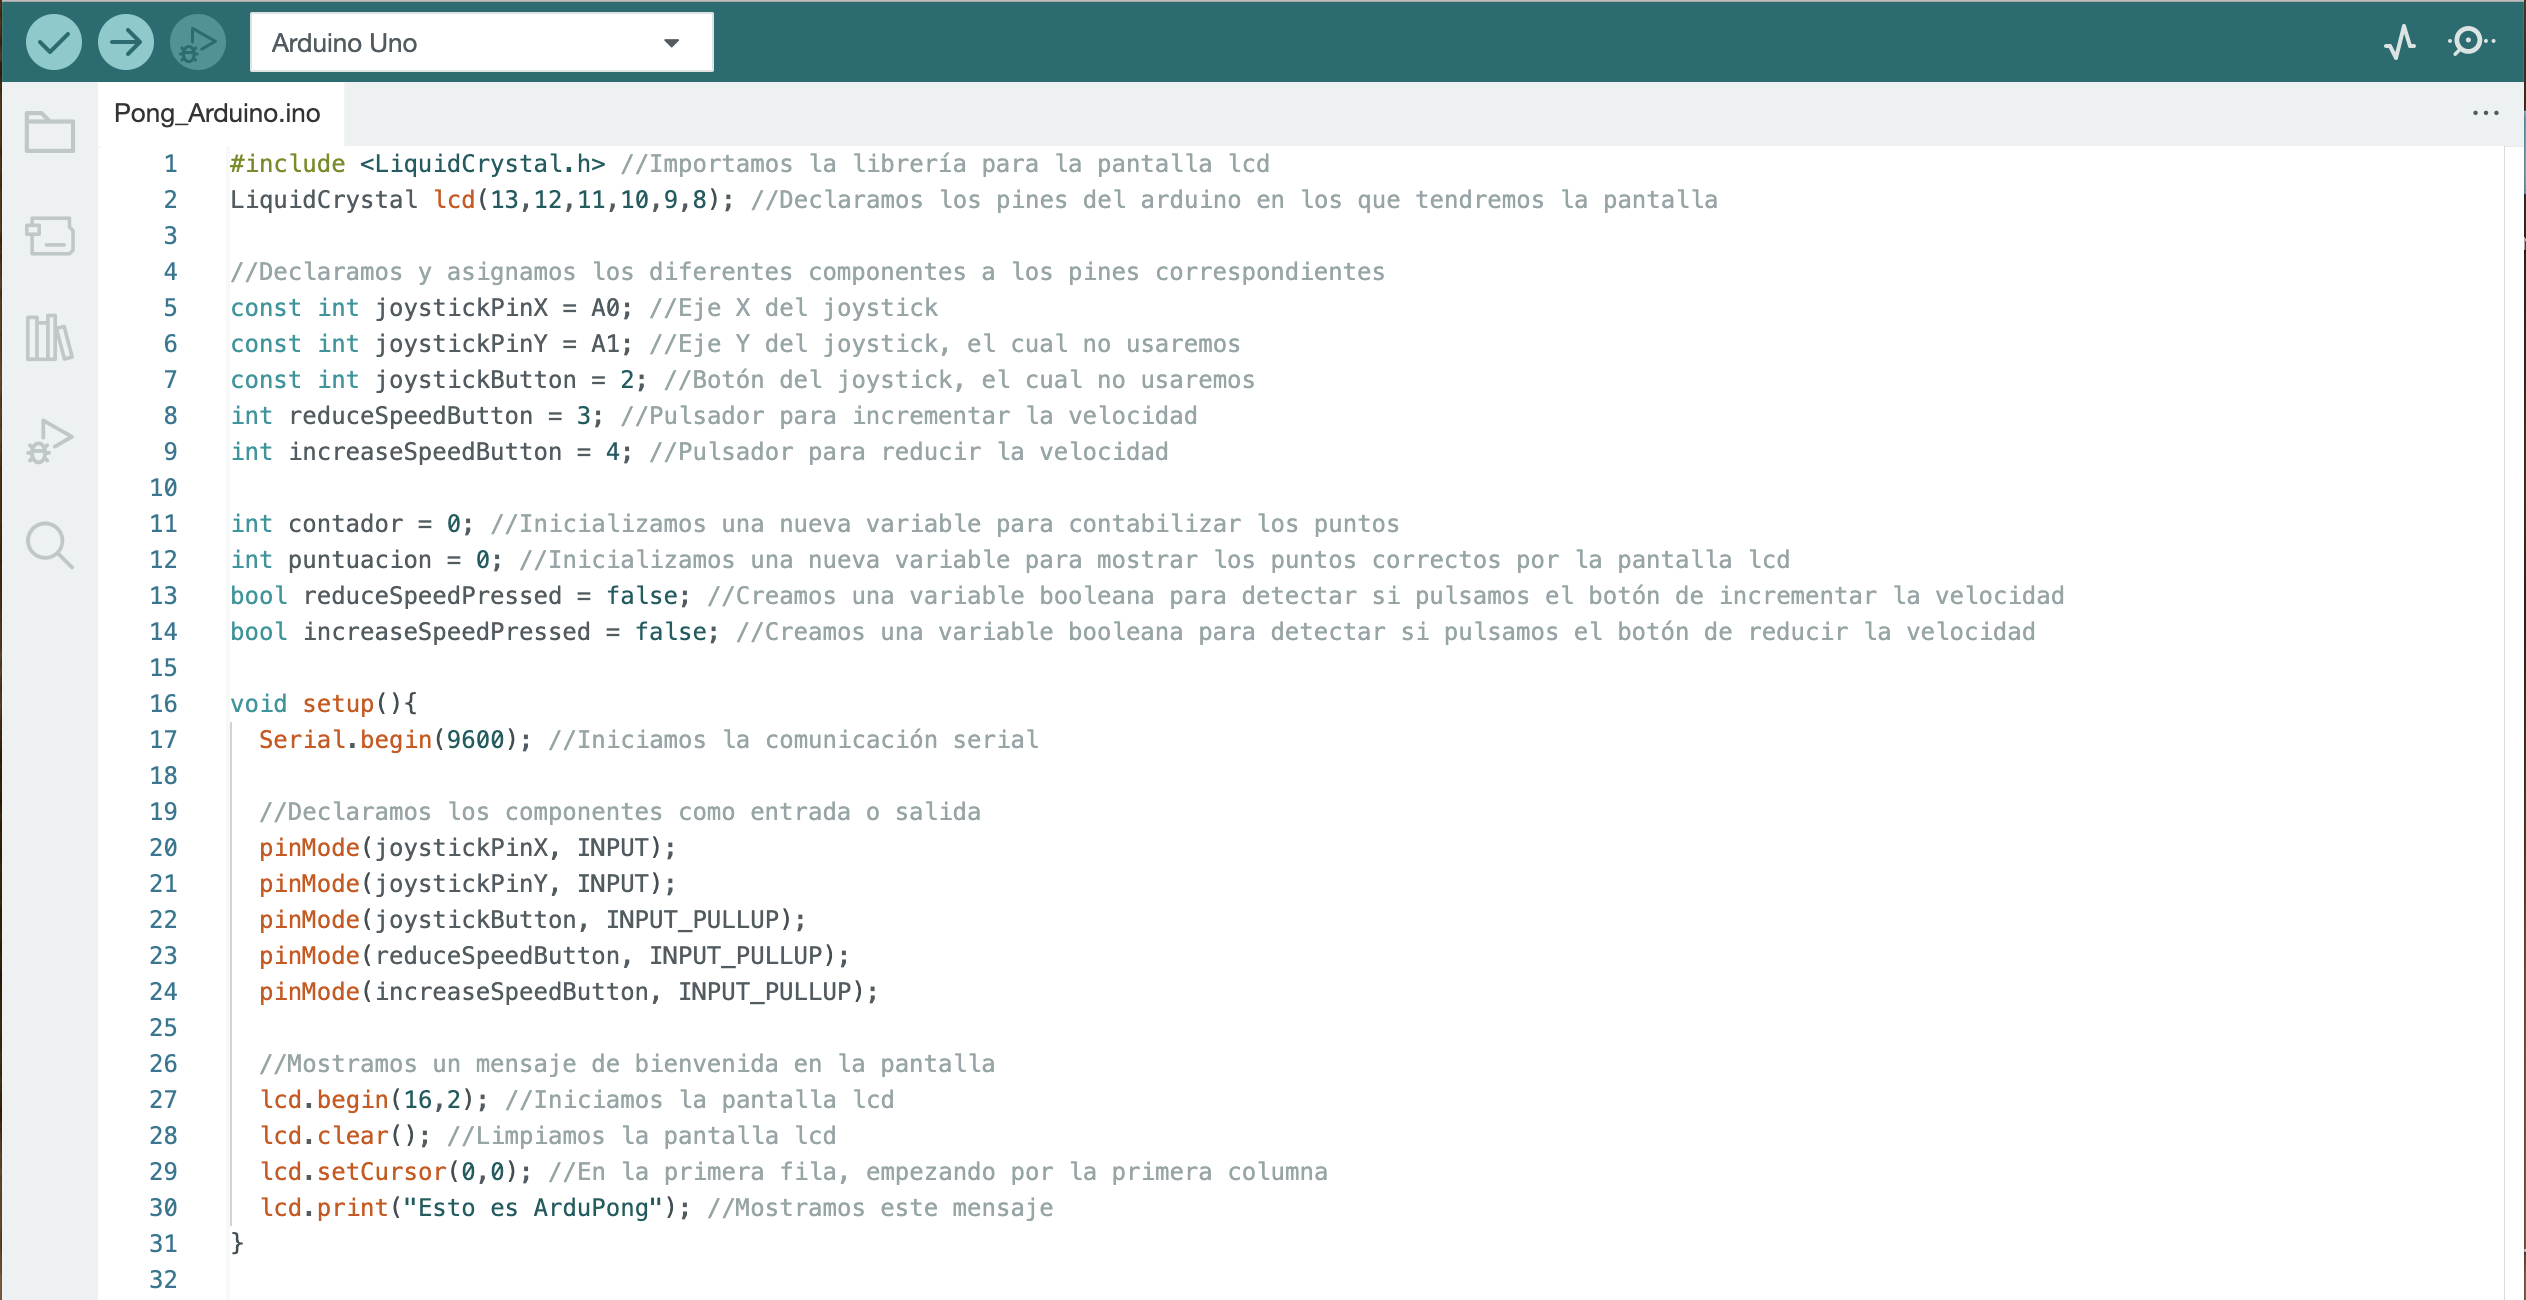 Arduino Uno
Pong_Arduino.ino
...
1 #include <LiquidCrystal.h> //Importamos la librería para la pantalla lcd
2 LiquidCrystal lcd(13,12,11,10,9,8); //Declaramos los pines del arduino en los que tendremos la pantalla
3
4 //Declaramos y asignamos los diferentes componentes a los pines correspondientes
5 const int joystickPinX = A0; //Eje X del joystick
6 const int joystickPinY = A1; //Eje Y del joystick, el cual no usaremos
7 const int joystickButton = 2; //Botón del joystick, el cual no usaremos
8 int reduceSpeedButton = 3; //Pulsador para incrementar la velocidad
9 int increaseSpeedButton = 4; //Pulsador para reducir la velocidad
10
11 int contador = 0; //Inicializamos una nueva variable para contabilizar los puntos
12 int puntuacion = 0; //Inicializamos una nueva variable para mostrar los puntos correctos por la pantalla lcd
13 bool reduceSpeedPressed = false; //Creamos una variable booleana para detectar si pulsamos el botón de incrementar la velocidad
14 bool increaseSpeedPressed = false; //Creamos una variable booleana para detectar si pulsamos el botón de reducir la velocidad
15
16 void setup(){
17 Serial.begin(9600); //Iniciamos la comunicación serial
18
19 //Declaramos los componentes como entrada o salida
20 pinMode(joystickPinX, INPUT);
21 pinMode(joystickPinY, INPUT);
22 pinMode(joystickButton, INPUT_PULLUP);
23 pinMode(reduceSpeedButton, INPUT_PULLUP);
24 pinMode(increaseSpeedButton, INPUT_PULLUP);
25
26 //Mostramos un mensaje de bienvenida en la pantalla
27 lcd.begin(16,2); //Iniciamos la pantalla lcd
28 lcd.clear(); //Limpiamos la pantalla lcd
29 lcd.setCursor(0,0); //En la primera fila, empezando por la primera columna
30 lcd.print("Esto es ArduPong"); //Mostramos este mensaje
31 }
32